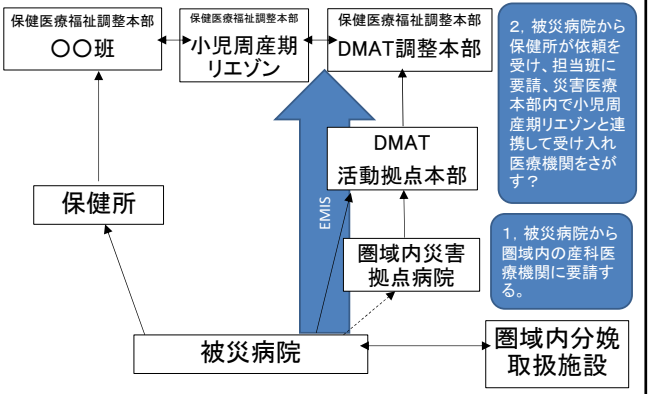 保健医療福祉調整本部
〇〇班
保健医療福祉調整本部
小児周産期
リエゾン
保健医療福祉調整本部
DMAT調整本部
2，被災病院から
保健所が依頼を
受け、担当班に
要請、災害医療
本部内で小児周
産期リエゾンと連
携して受け入れ
医療機関をさが
す？
DMAT
活動拠点本部
保健所
EMIS
圏域内災害
拠点病院
1，被災病院から
圏域内の産科医
療機関に要請す
る。
被災病院
圏域内分娩
取扱施設